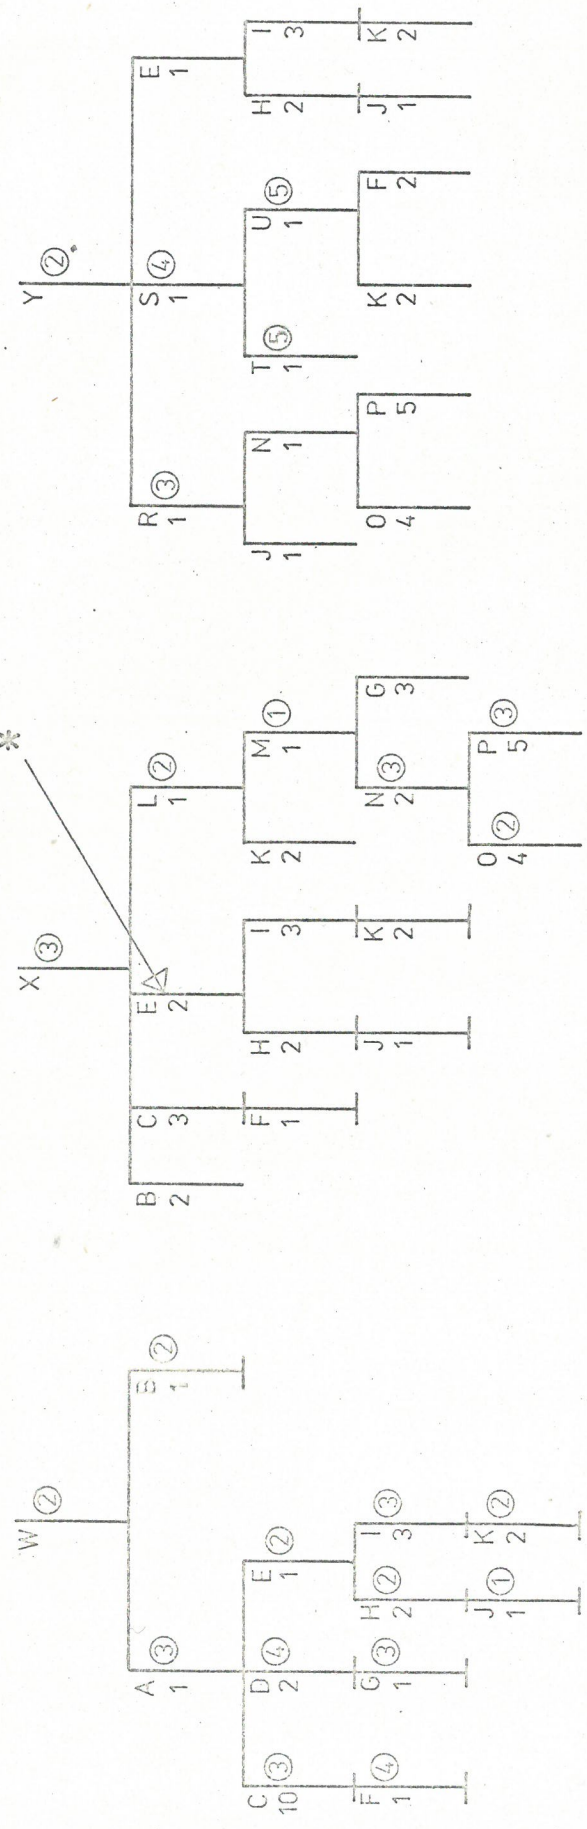 *
W ② X ③ Y ②
A ③ B ② B C E L ② R ③ S ④ E
1 1 2 3 2 1 1 1 1
C ③ D ④ E ② F H I K M ① J N T ⑤ U ⑤ H I
10 2 1 1 2 3 2 1 1 1 1 1 2 3
F ④ G ③ H ② I ③ J K N ③ G O P K F J K
1 1 2 3 1 2 2 3 4 5 2 2 1 2
J ① K ② O ② P ③
1 2 4 5